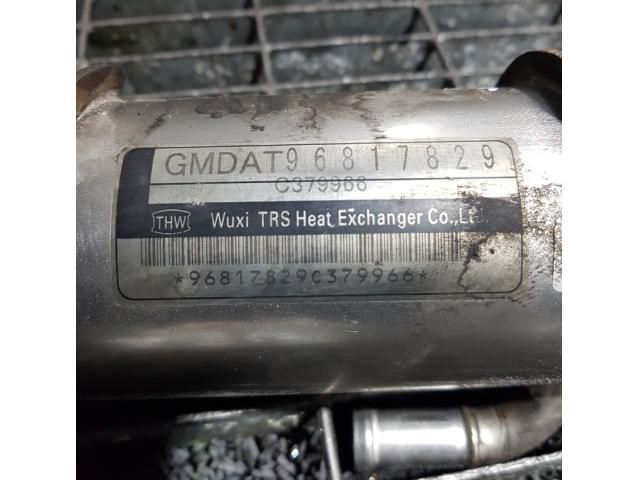 GMDAT96817829
C379966
THW Wuxi TRS Heat Exchanger Co.,Lt
*96817829C379966*